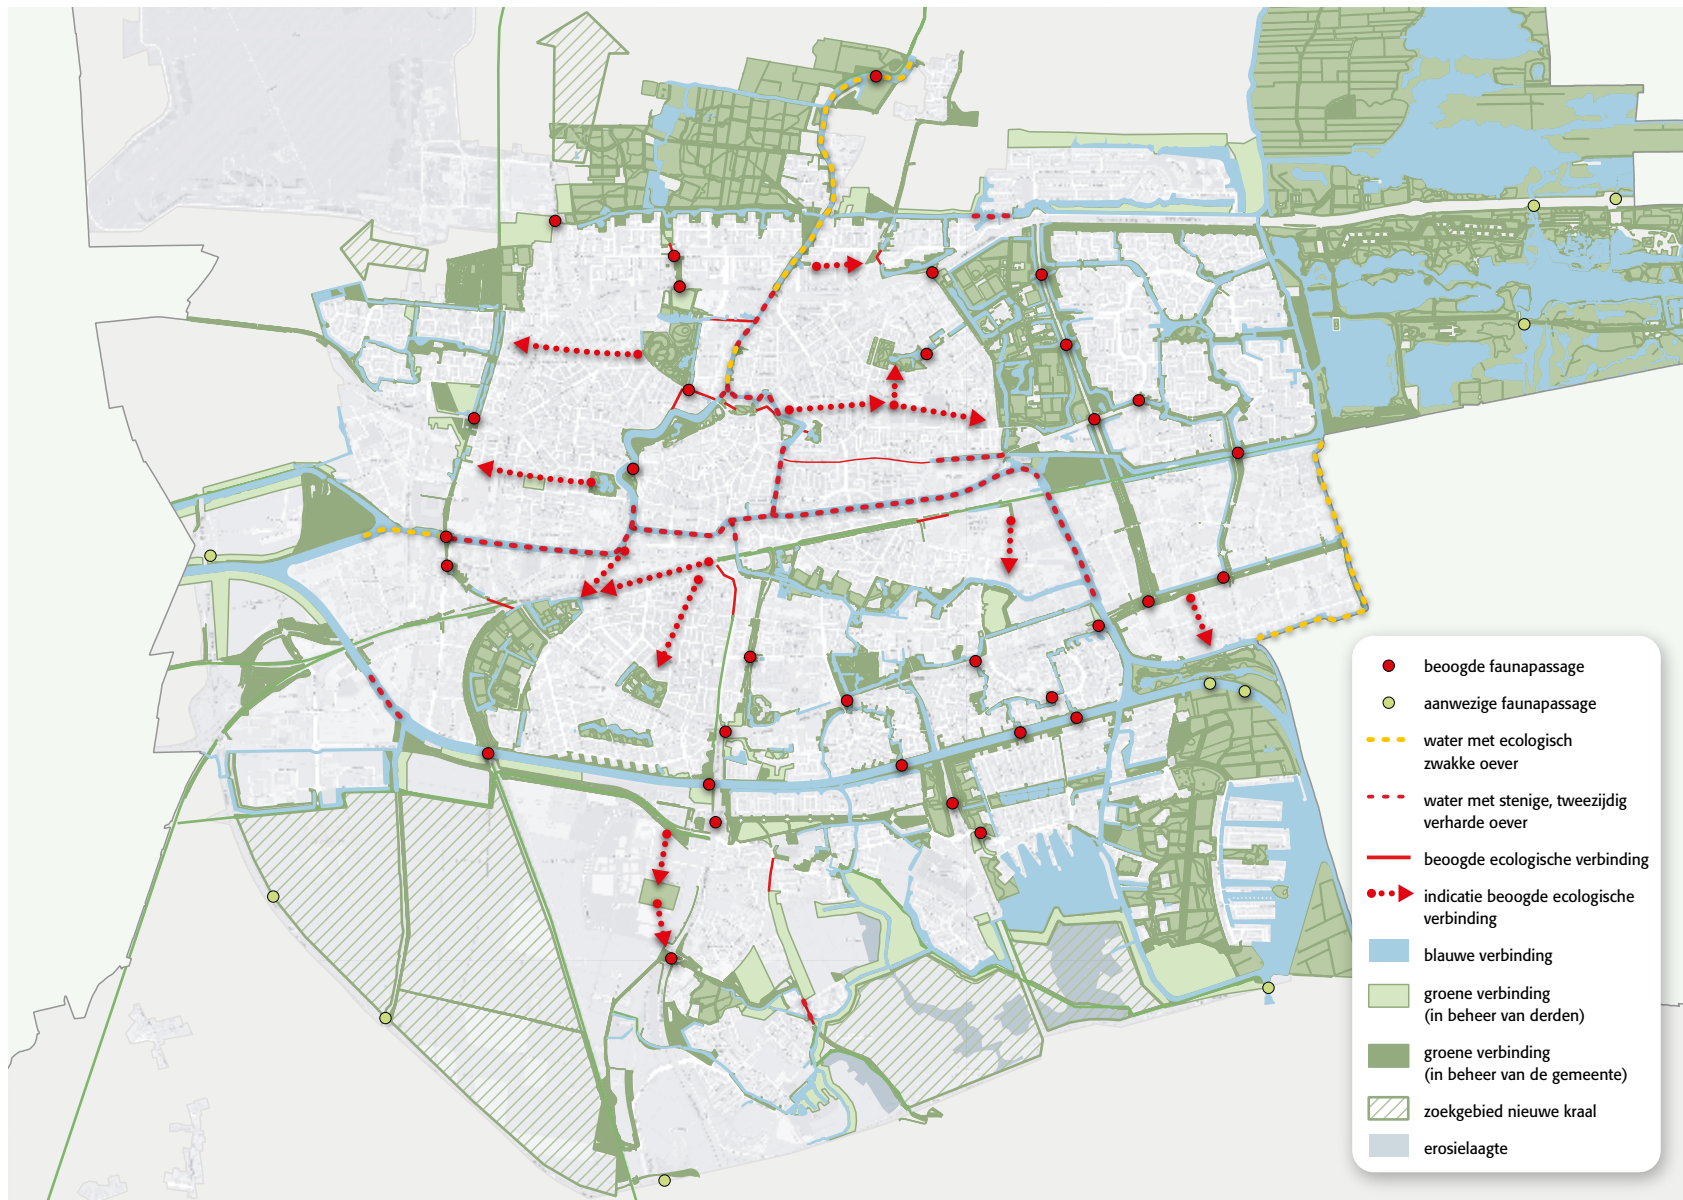 beoogde faunapassage
aanwezige faunapassage
water met ecologisch
zwakke oever
water met stenige, tweezijdig
verharde oever
beoogde ecologische verbinding
indicatie beoogde ecologische
verbinding
blauwe verbinding
groene verbinding
(in beheer van derden)
groene verbinding
(in beheer van de gemeente)
zoekgebied nieuwe kraal
erosielaagte